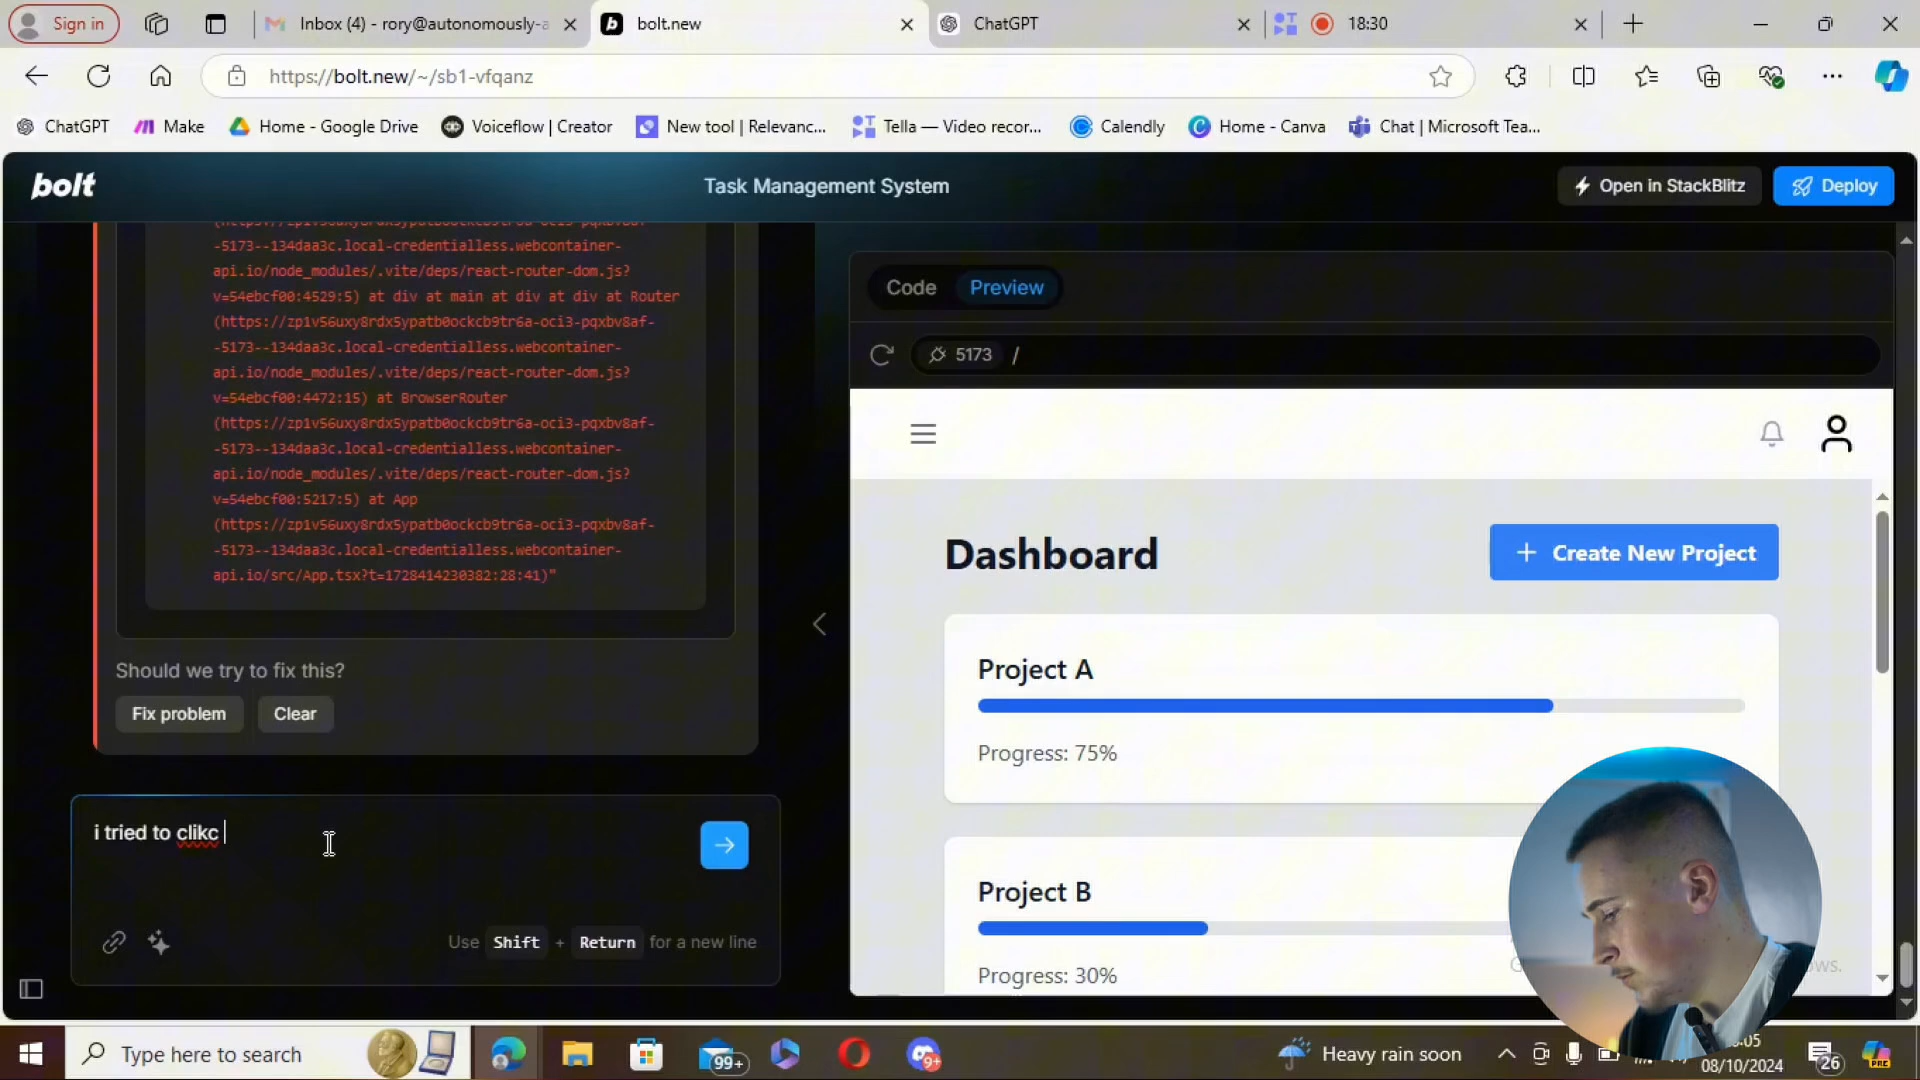 Sign in
Inbox (4) - rory@autonomously-a
bolt.new
ChatGPT
18:30
https://bolt.new/~/sb1-vfqanz
ChatGPT
Make
Home - Google Drive
Voiceflow | Creator
New tool | Relevanc...
Tella — Video recor...
Calendly
Home - Canva
Chat | Microsoft Tea...
bolt
Task Management System
Open in StackBlitz
Deploy
(https://zp1v56uxy8rdx5ypatb0ockcb9tr6a-oci3-pqxbv8af-
-5173--134daa3c.local-credentialless.webcontainer-
api.io/node_modules/.vite/deps/react-router-dom.js?
v=54ebcf00:4529:5) at div at main at div at div at Router
(https://zp1v56uxy8rdx5ypatb0ockcb9tr6a-oci3-pqxbv8af-
-5173--134daa3c.local-credentialless.webcontainer-
api.io/node_modules/.vite/deps/react-router-dom.js?
v=54ebcf00:4472:15) at BrowserRouter
(https://zp1v56uxy8rdx5ypatb0ockcb9tr6a-oci3-pqxbv8af-
-5173--134daa3c.local-credentialless.webcontainer-
api.io/node_modules/.vite/deps/react-router-dom.js?
v=54ebcf00:5217:5) at App
(https://zp1v56uxy8rdx5ypatb0ockcb9tr6a-oci3-pqxbv8af-
-5173--134daa3c.local-credentialless.webcontainer-
api.io/src/App.tsx?t=1728414230382:28:41)"
Should we try to fix this?
Fix problem
Clear
i tried to clikc
Use Shift + Return for a new line
Code
Preview
5173 /
Dashboard
+ Create New Project
Project A
Progress: 75%
Project B
Progress: 30%
Type here to search
99+
9+
Heavy rain soon
08/10/2024
26
PRE